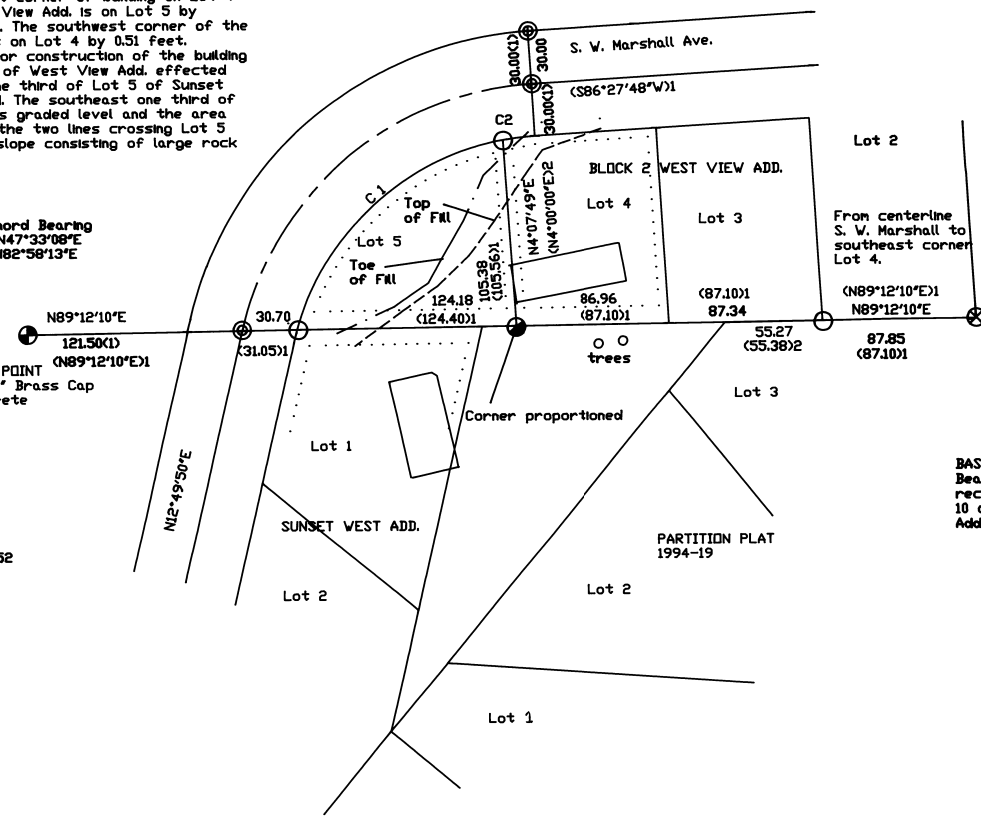 View Add. is on Lot 5 by
. The southwest corner of the
on Lot 4 by 0.51 feet.
or construction of the building
of West View Add. effected
e third of Lot 5 of Sunset
. The southeast one third of
s graded level and the area
the two lines crossing Lot 5
slope consisting of large rock
S. W. Marshall Ave.
30.00(1)
30.00
(S86°27'48"W)1
30.00(1)
C2
C 1
BLOCK 2 WEST VIEW ADD.
Lot 2
Top
of Fill
Lot 4
Lot 3
N4°07'49"E
(N4°00'00"E)2
From centerline
S. W. Marshall to
southeast corner
Lot 4.
ord Bearing
N47°33'08"E
N82°58'13"E
Lot 5
Toe
of Fill
105.38
(105.56)1
124.18
(124.40)1
86.96
(87.10)1
(87.10)1
87.34
(N89°12'10"E)1
N89°12'10"E
N89°12'10"E
30.70
121.50(1)
(N89°12'10"E)1
(31.05)1
55.27
(55.38)2
87.85
(87.10)1
trees
POINT
" Brass Cap
ete
Lot 3
Corner proportioned
Lot 1
N12°49'50"E
BAS
Bea
rec
10
Add
SUNSET WEST ADD.
PARTITION PLAT
1994-19
52
Lot 2
Lot 2
Lot 1